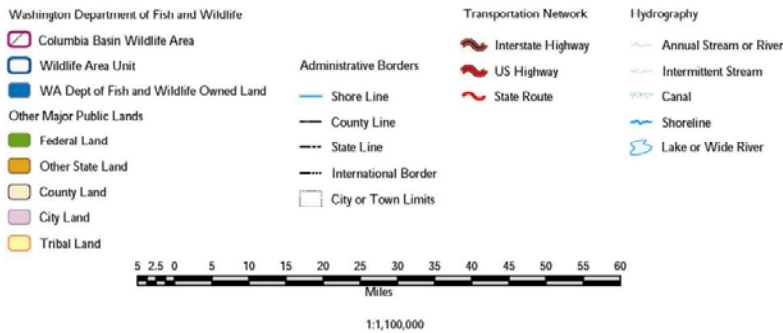 Washington Department of Fish and Wildlife
Columbia Basin Wildlife Area
Wildlife Area Unit
WA Dept of Fish and Wildlife Owned Land
Other Major Public Lands
Federal Land
Other State Land
County Land
City Land
Tribal Land
Administrative Borders
Shore Line
County Line
State Line
International Border
City or Town Limits
Transportation Network
Interstate Highway
US Highway
State Route
Hydrography
Annual Stream or River
Intermittent Stream
Canal
Shoreline
Lake or Wide River
5 2.5 0 5 10 15 20 25 30 35 40 45 50 55 60
Miles
1:1,100,000